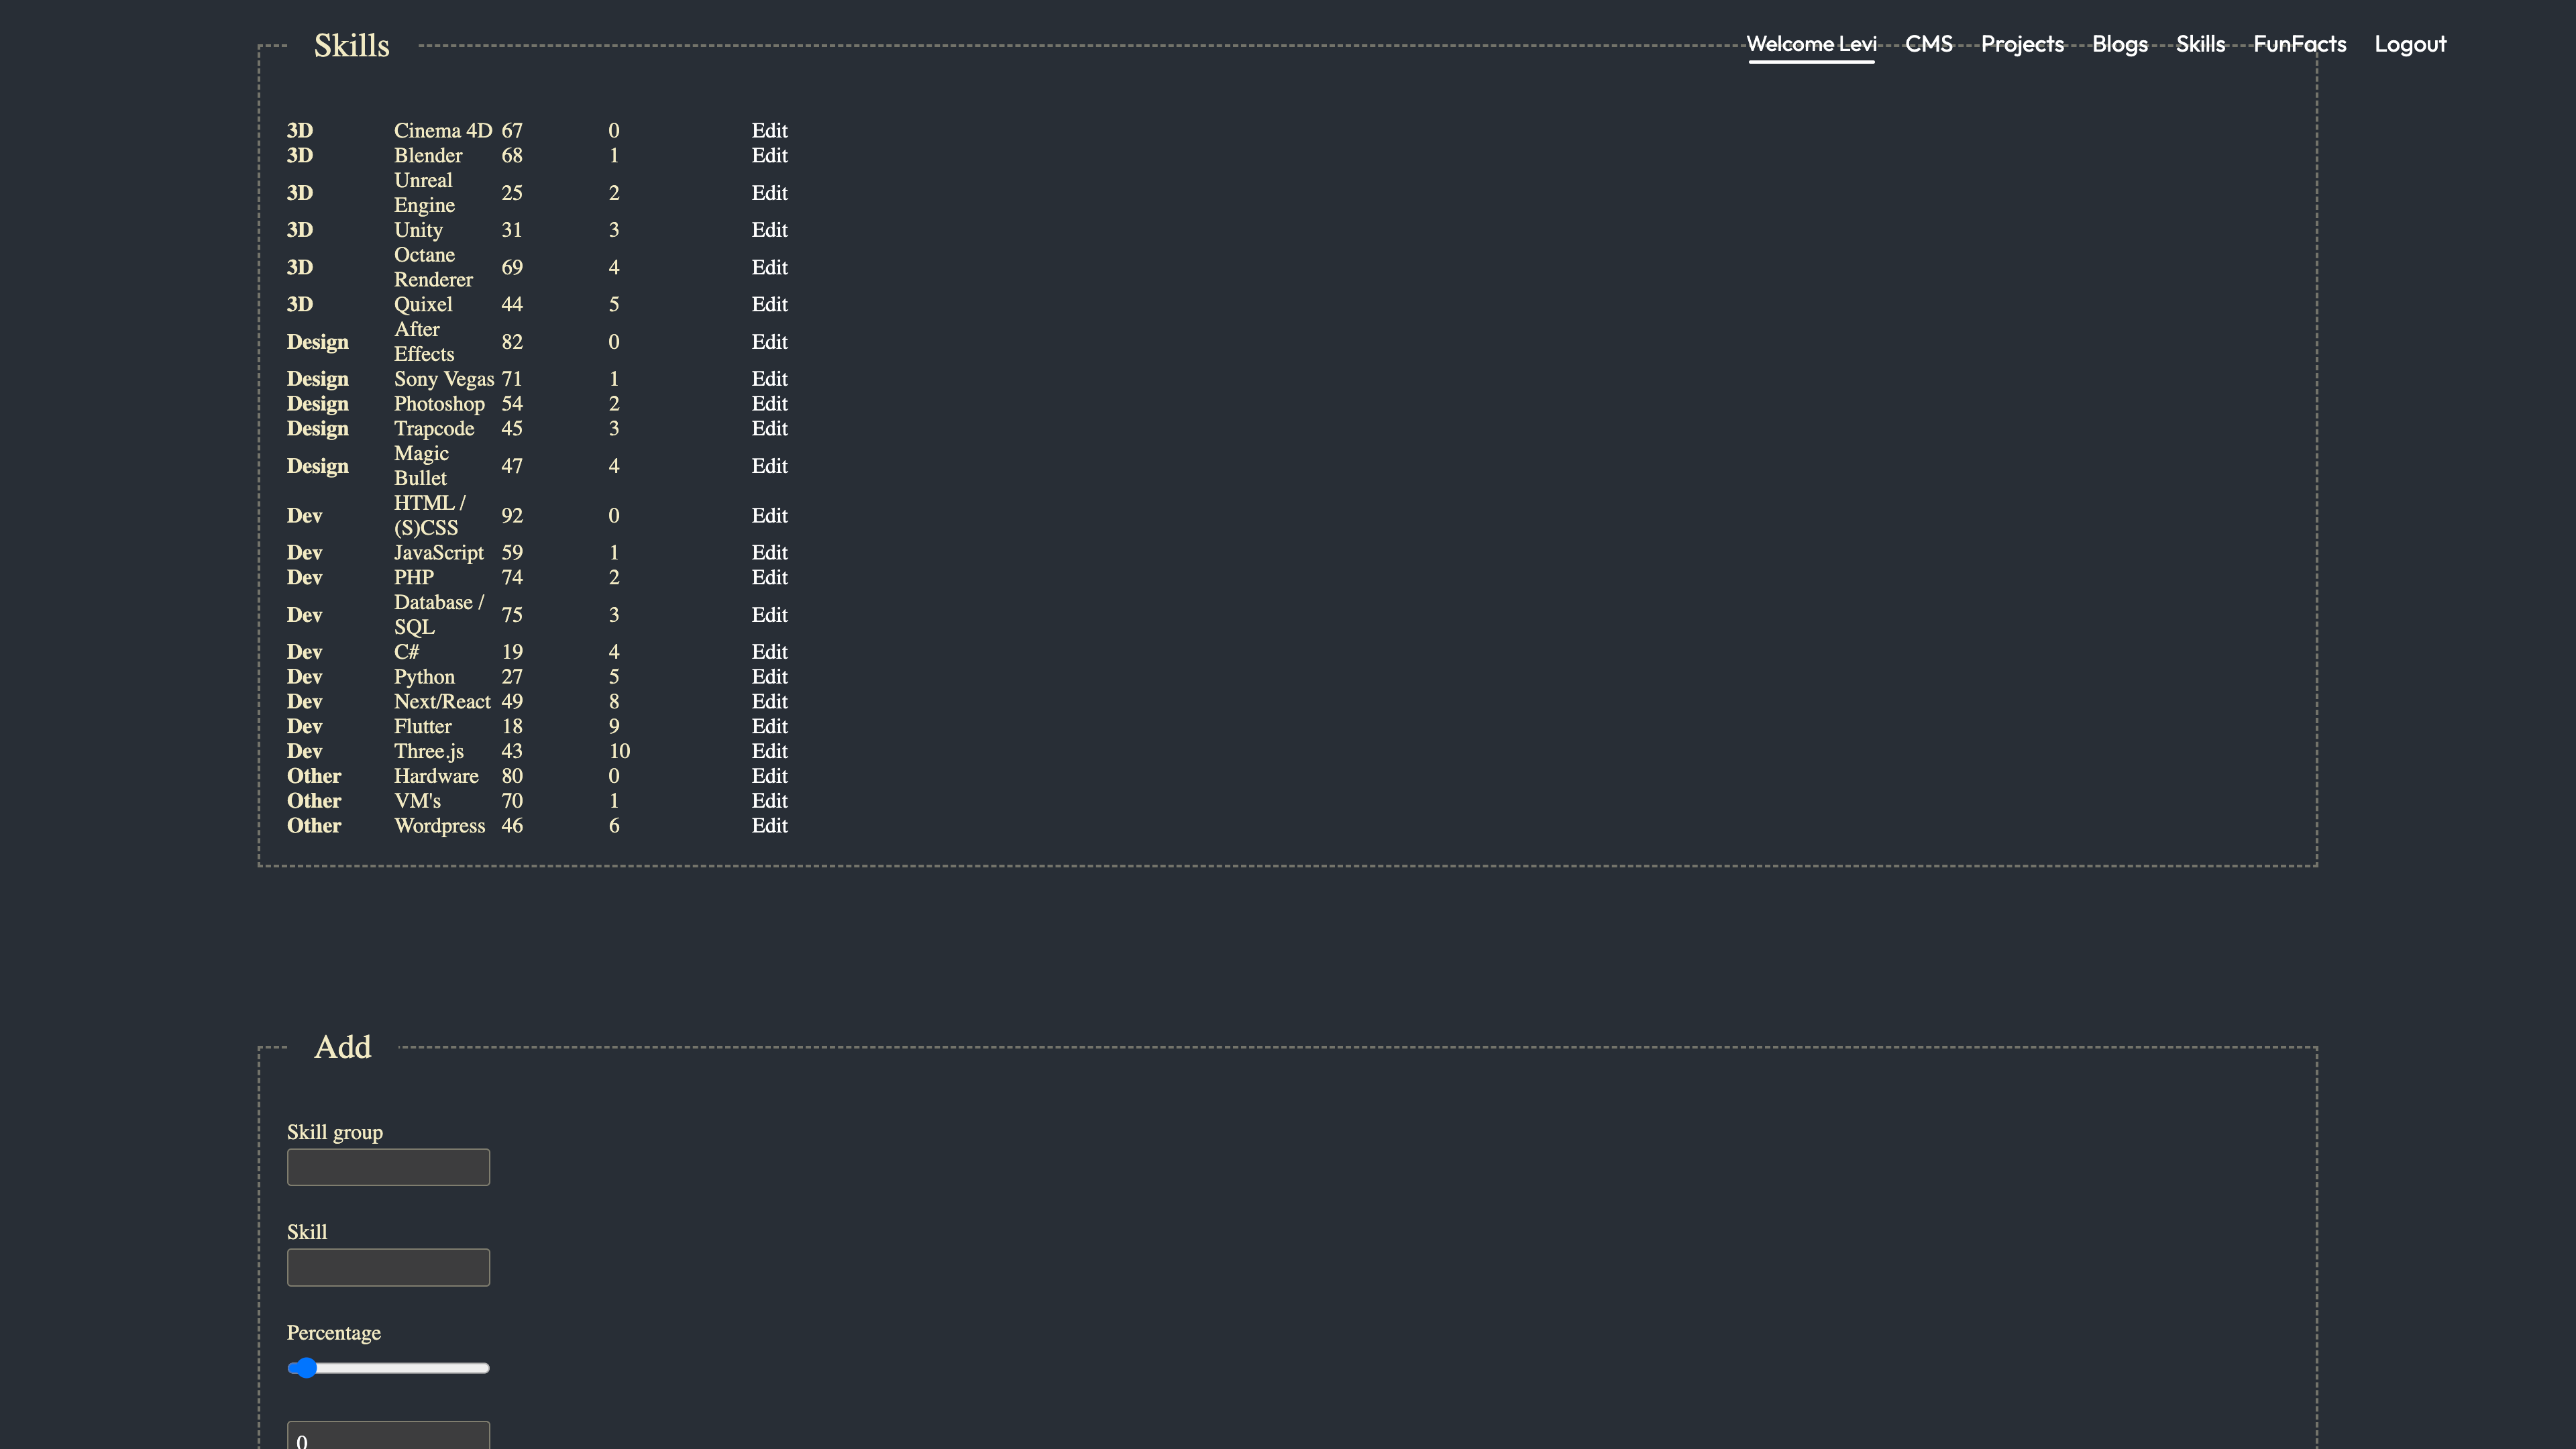 Skills
Welcome Levi CMS Projects Blogs Skills FunFacts Logout
3D Cinema 4D 67 0 Edit
3D Blender 68 1 Edit
3D Unreal Engine 25 2 Edit
3D Unity 31 3 Edit
3D Octane Renderer 69 4 Edit
3D Quixel 44 5 Edit
Design After Effects 82 0 Edit
Design Sony Vegas 71 1 Edit
Design Photoshop 54 2 Edit
Design Trapcode 45 3 Edit
Design Magic Bullet 47 4 Edit
Dev HTML / (S)CSS 92 0 Edit
Dev JavaScript 59 1 Edit
Dev PHP 74 2 Edit
Dev Database / SQL 75 3 Edit
Dev C# 19 4 Edit
Dev Python 27 5 Edit
Dev Next/React 49 8 Edit
Dev Flutter 18 9 Edit
Dev Three.js 43 10 Edit
Other Hardware 80 0 Edit
Other VM's 70 1 Edit
Other Wordpress 46 6 Edit
Add
Skill group
Skill
Percentage
0